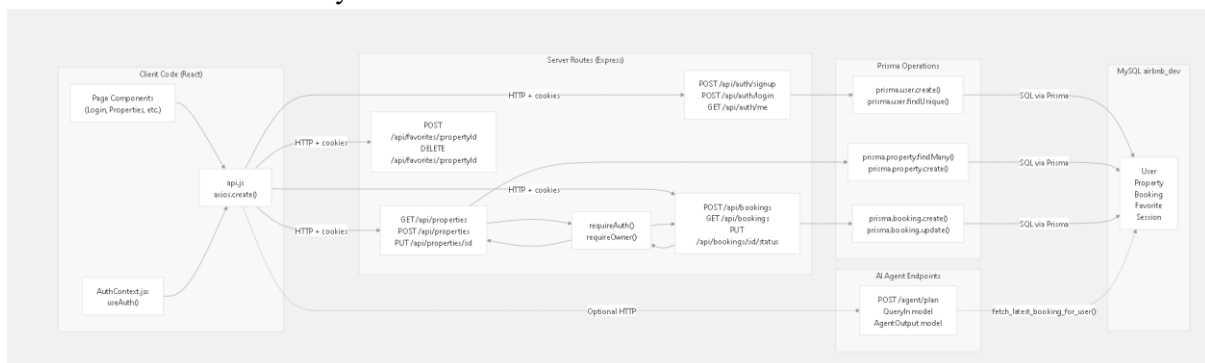 Client Code (React)
Page Components
(Login, Properties, etc.)
api.js
axios.create()
AuthContext.jsx
useAuth()
HTTP + cookies
HTTP + cookies
HTTP + cookies
HTTP + cookies
Optional HTTP
Server Routes (Express)
POST /api/auth/signup
POST /api/auth/login
GET /api/auth/me
POST
/api/favorites/:propertyId
DELETE
/api/favorites/:propertyId
GET /api/properties
POST /api/properties
PUT /api/properties/:id
requireAuth()
requireOwner()
POST /api/bookings
GET /api/bookings
PUT
/api/bookings/:id/status
Prisma Operations
prisma.user.create()
prisma.user.findUnique()
prisma.property.findMany()
prisma.property.create()
prisma.booking.create()
prisma.booking.update()
AI Agent Endpoints
POST /agent/plan
QueryIn model
AgentOutput model
SQL via Prisma
SQL via Prisma
SQL via Prisma
fetch_latest_booking_for_user()
MySQL airbnb_dev
User
Property
Booking
Favorite
Session